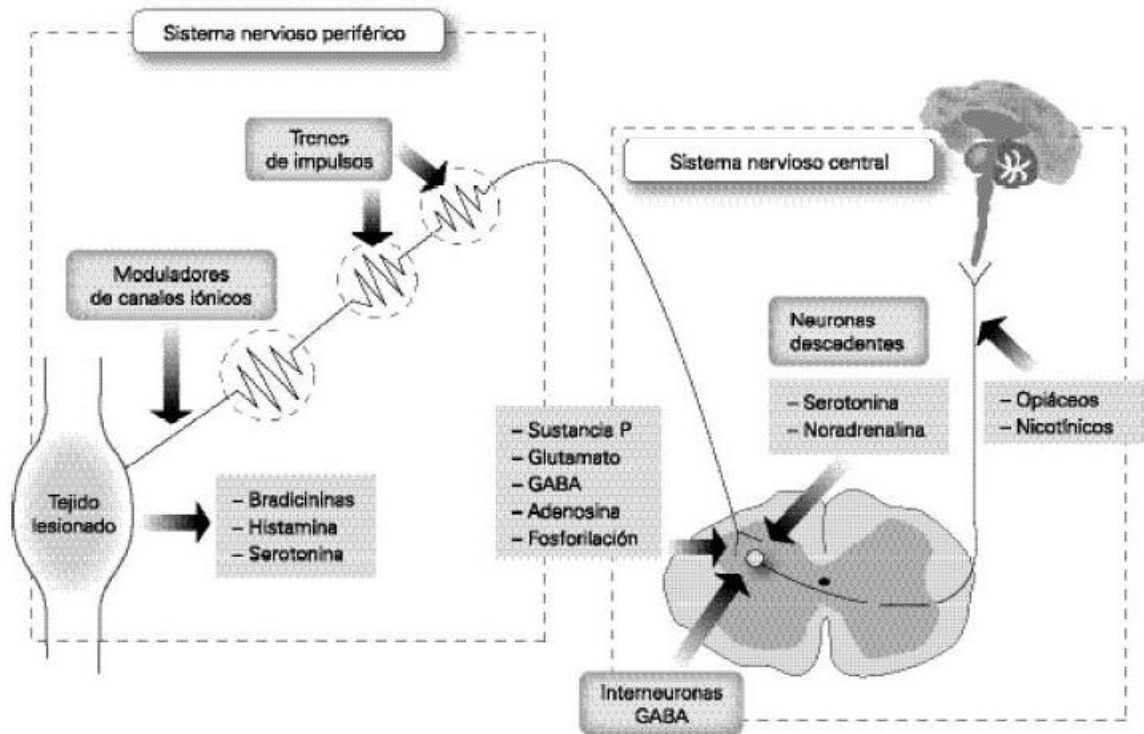 Sistema nervioso periférico
Trenes
de impulsos
Sistema nervioso central
Moduladores
de canales iónicos
Neuronas
descedentes
– Serotonina
– Noradrenalina
– Opiáceos
– Nicotínicos
– Sustancia P
– Glutamato
– GABA
– Adenosina
– Fosforilación
Tejido
lesionado
– Bradicininas
– Histamina
– Serotonina
Interneuronas
GABA